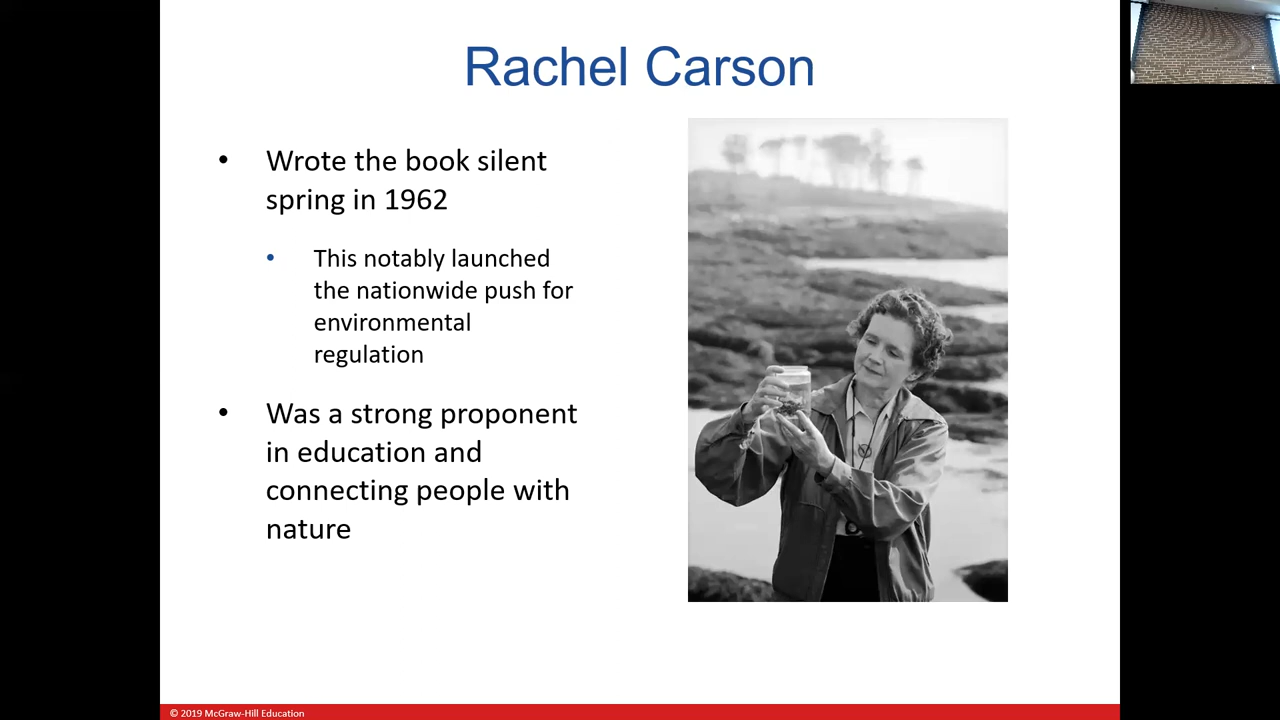 Rachel Carson
• Wrote the book silent
spring in 1962
• This notably launched
the nationwide push for
environmental
regulation
• Was a strong proponent
in education and
connecting people with
nature
© 2019 McGraw-Hill Education